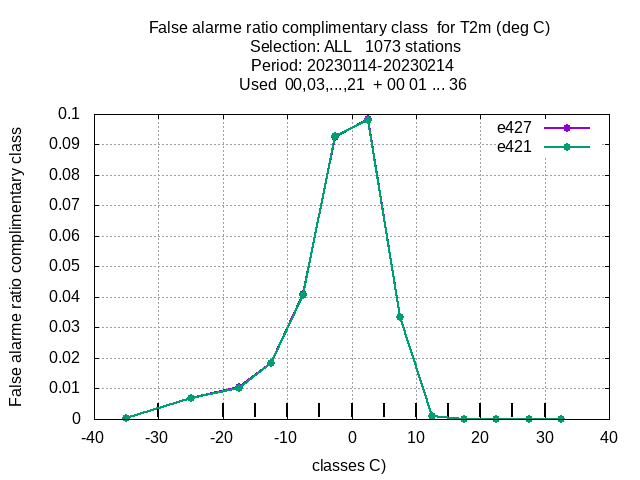 False alarme ratio complimentary class  for T2m (deg C)
Selection: ALL   1073 stations
Period: 20230114-20230214
Used  00,03,...,21  + 00 01 ... 36
False alarme ratio complimentary class
0.1
0.09
0.08
0.07
0.06
0.05
0.04
0.03
0.02
0.01
0
e427
e421
-40 -30 -20 -10 0 10 20 30 40
classes C)